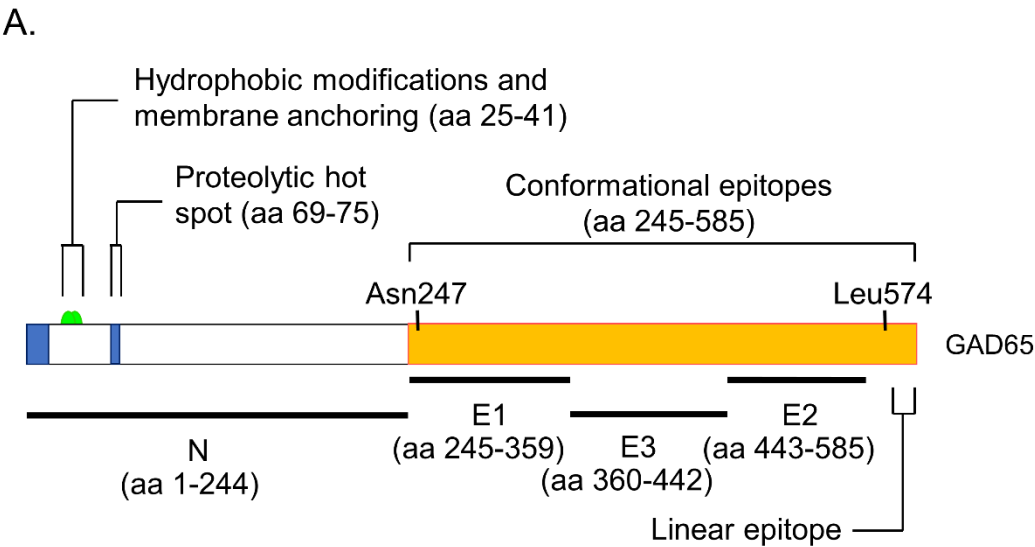 A.
Hydrophobic modifications and
membrane anchoring (aa 25-41)
Proteolytic hot
spot (aa 69-75)
Conformational epitopes
(aa 245-585)
Asn247
Leu574
GAD65
N
(aa 1-244)
E1
(aa 245-359)
E3
(aa 360-442)
E2
(aa 443-585)
Linear epitope